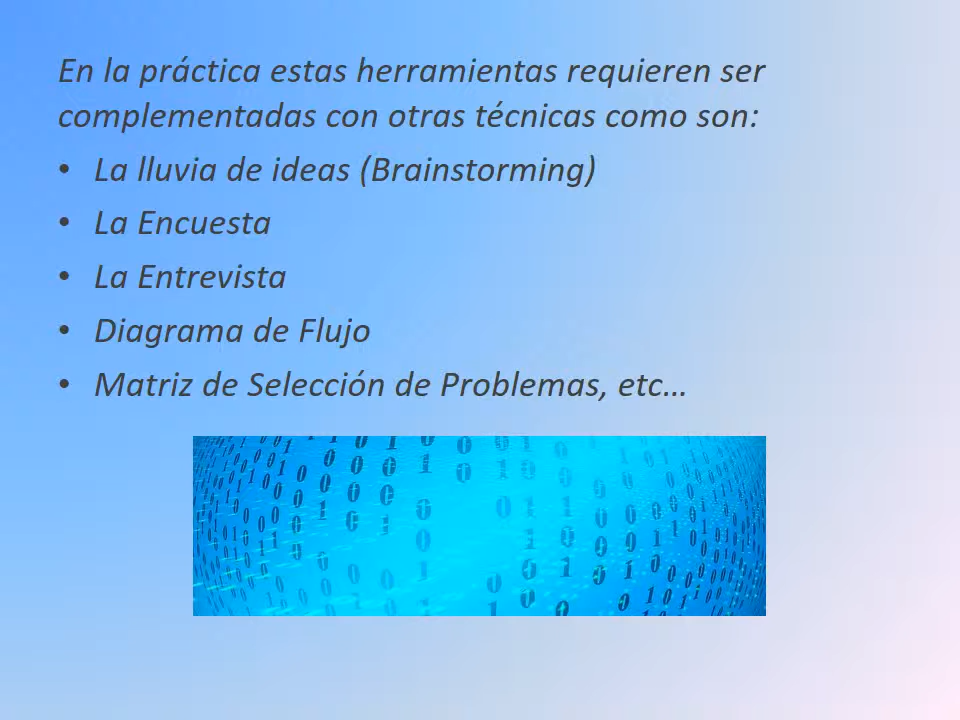 En la práctica estas herramientas requieren ser
complementadas con otras técnicas como son:
• La lluvia de ideas (Brainstorming)
• La Encuesta
• La Entrevista
• Diagrama de Flujo
• Matriz de Selección de Problemas, etc...